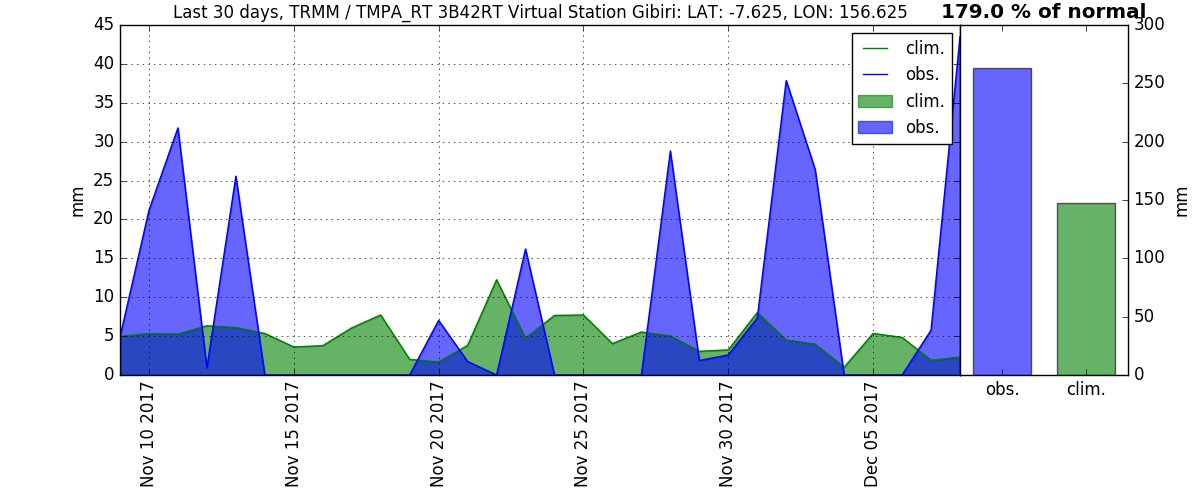 Last 30 days, TRMM / TMPA_RT 3B42RT Virtual Station Gibiri: LAT: -7.625, LON: 156.625
179.0 % of normal
45
40
35
30
25
20
15
10
5
0
mm
clim.
obs.
clim.
obs.
300
250
200
150
100
50
0
mm
Nov 10 2017
Nov 15 2017
Nov 20 2017
Nov 25 2017
Nov 30 2017
Dec 05 2017
obs.
clim.